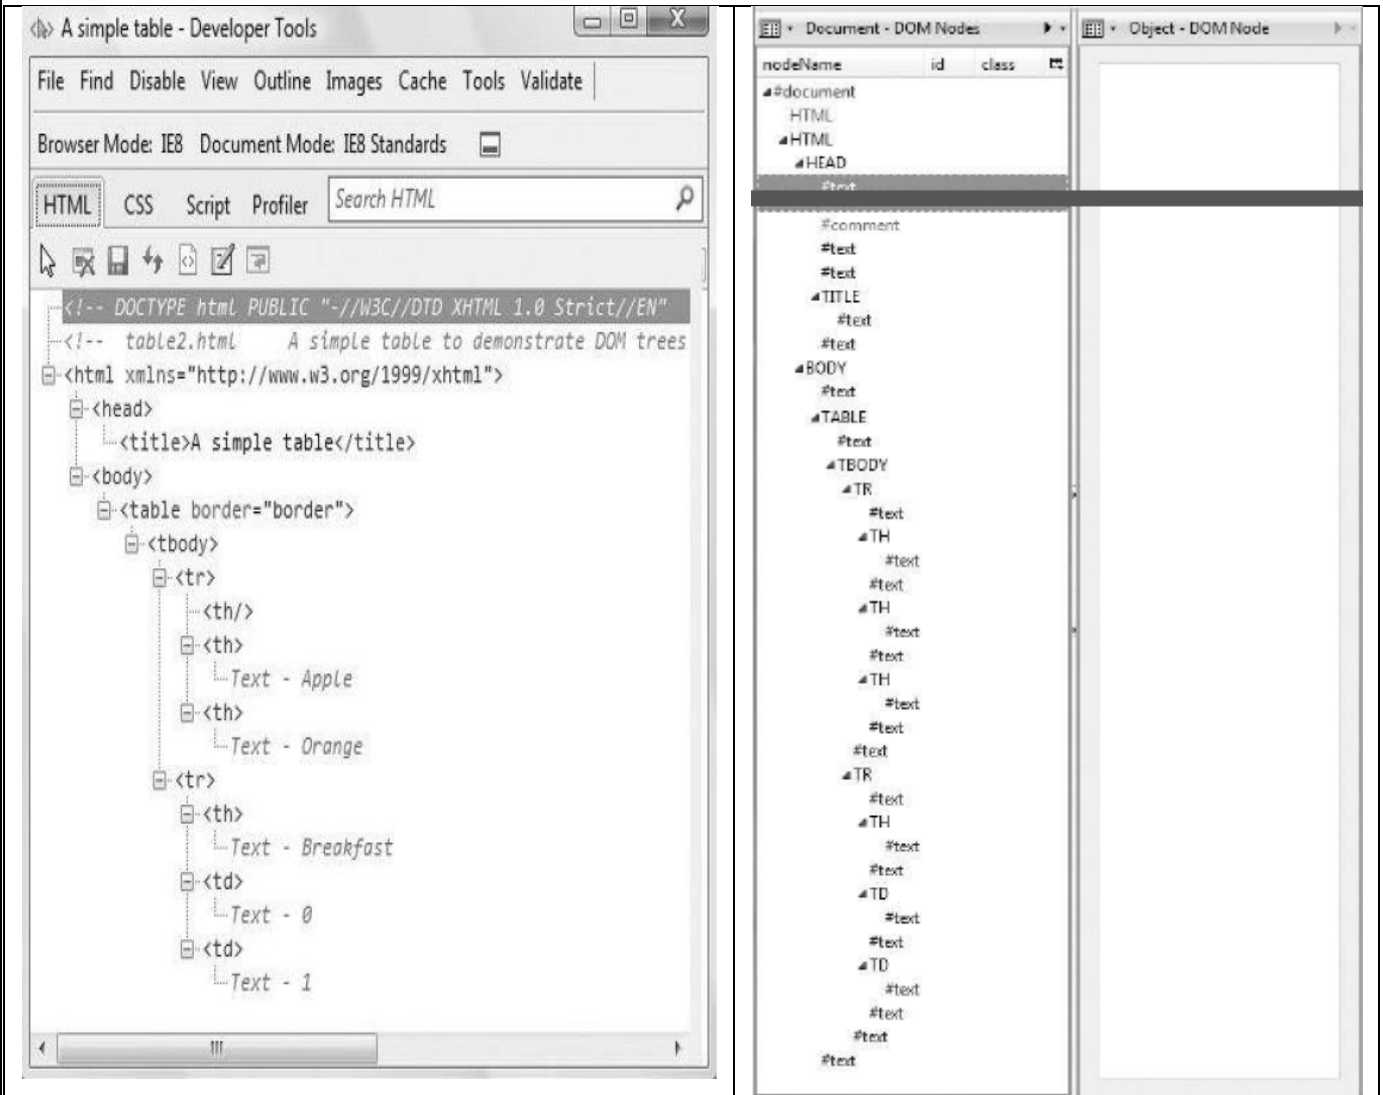 A simple table - Developer Tools
File Find Disable View Outline Images Cache Tools Validate
Browser Mode: IE8 Document Mode: IE8 Standards
HTML CSS Script Profiler Search HTML
<!-- DOCTYPE html PUBLIC "-//W3C//DTD XHTML 1.0 Strict//EN"
<!-- table2.html A simple table to demonstrate DOM trees
<html xmlns="http://www.w3.org/1999/xhtml">
<head>
<title>A simple table</title>
<body>
<table border="border">
<tbody>
<tr>
<th/>
<th>
Text - Apple
<th>
Text - Orange
<tr>
<th>
Text - Breakfast
<td>
Text - 0
<td>
Text - 1
Document - DOM Nodes
nodeName id class
#document
HTML
HTML
HEAD
#text
#comment
#text
#text
TITLE
#text
#text
BODY
#text
TABLE
#text
TBODY
TR
#text
TH
#text
#text
TH
#text
#text
TH
#text
#text
#text
TR
#text
TH
#text
#text
TD
#text
#text
TD
#text
#text
#text
#text
Object - DOM Node